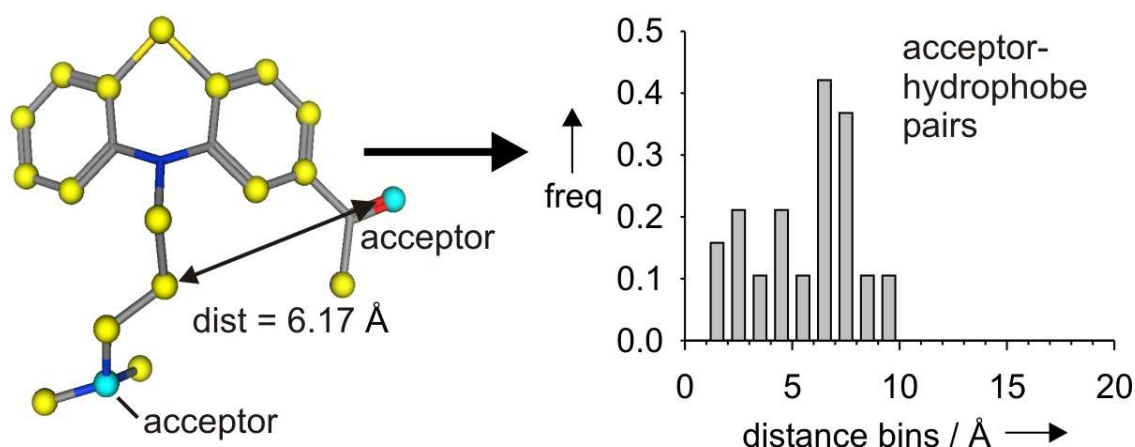 acceptor
dist = 6.17 Å
acceptor
0.5
0.4
0.3
0.2
0.1
0.0
freq
acceptor-
hydrophobe
pairs
0 5 10 15 20
distance bins / Å